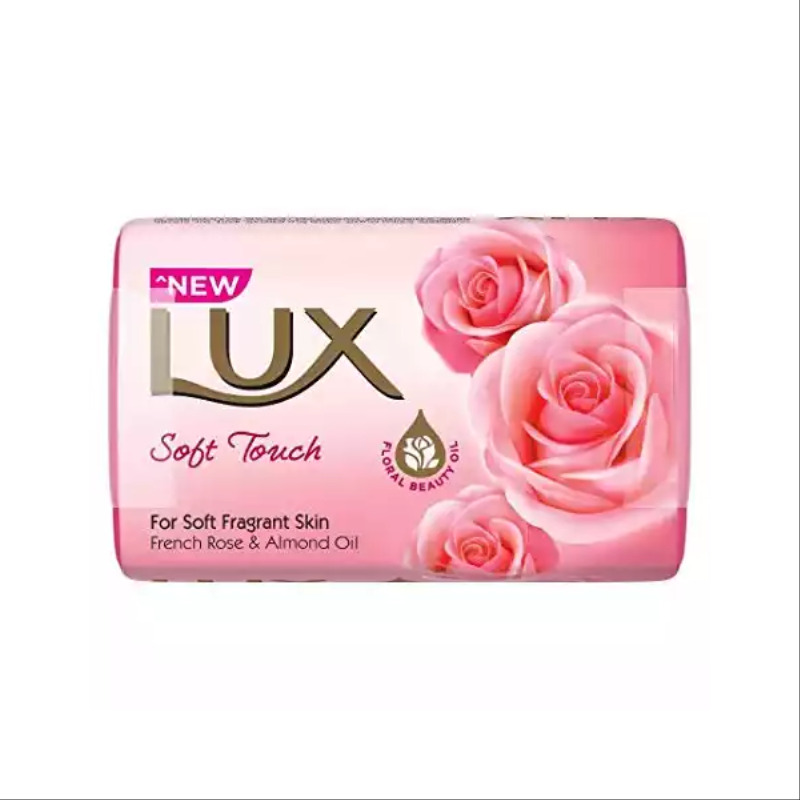 ^NEW
LUX
Soft Touch
FLORAL BEAUTY OIL
For Soft Fragrant Skin
French Rose & Almond Oil